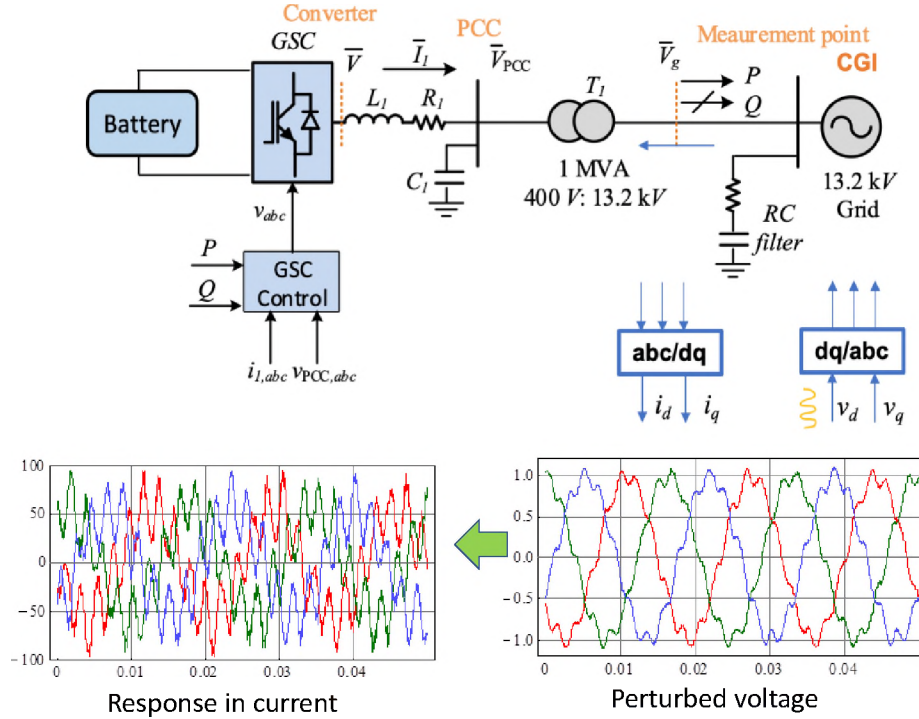 Converter
GSC
V̅
I̅₁
PCC
V̅PCC
V̅g
Meaurement point
CGI
P
Q
L₁
R₁
T₁
Battery
C₁
1 MVA
400 V: 13.2 kV
RC
filter
13.2 kV
Grid
vabc
P
Q
GSC
Control
i1,abc vPCC,abc
abc/dq
dq/abc
id
iq
vd
vq
100
50
0
−50
−100
0
0.01
0.02
0.03
0.04
Response in current
1.0
0.5
0.0
−0.5
−1.0
0
0.01
0.02
0.03
0.04
Perturbed voltage